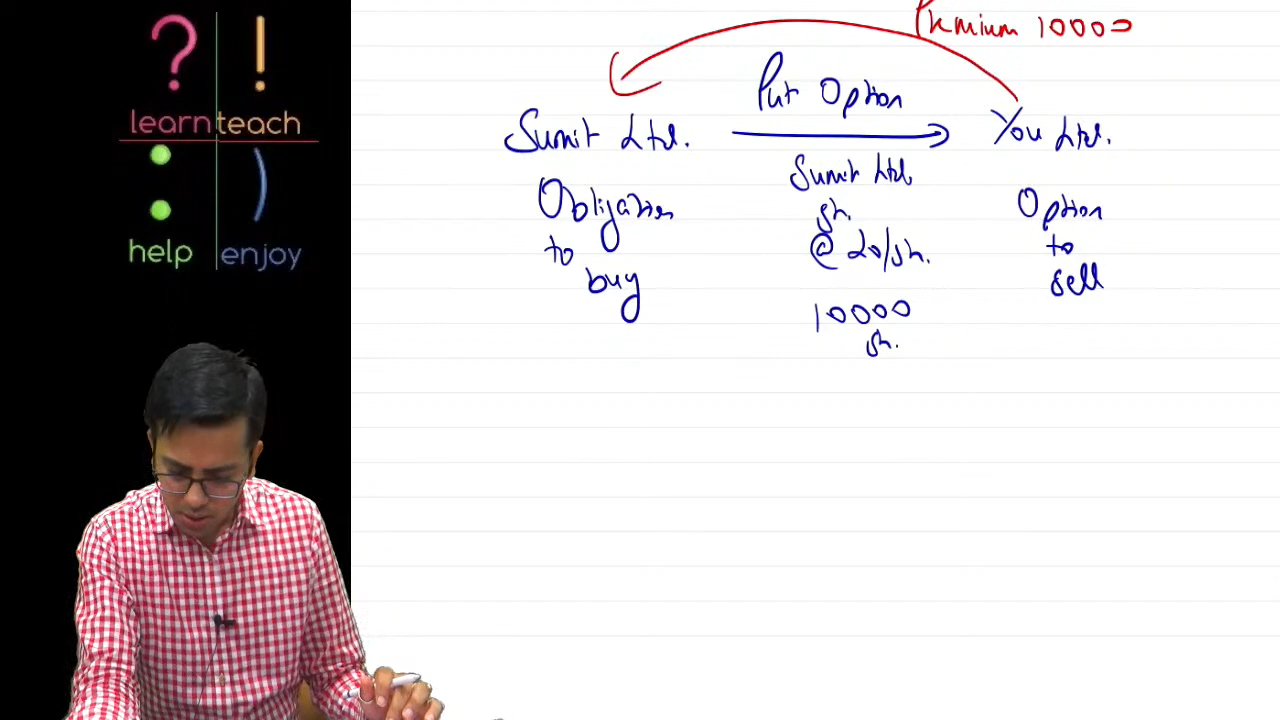 ?
!
learn teach
: )
help enjoy
Premium 10000
Put Option
Sumit Ltd.
You Ltd.
Sumit Ltd.
sh.
@ 20/sh.
10000
sh.
Obligation
to
buy
Option
to
sell